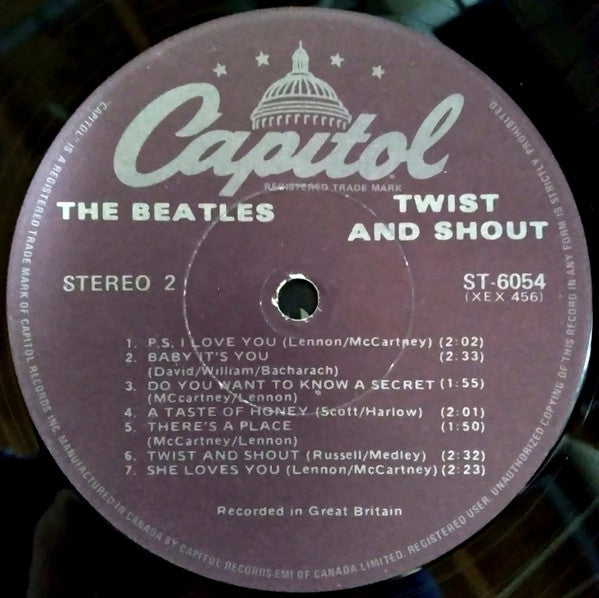 Capitol
REGISTERED TRADE MARK
THE BEATLES
TWIST
AND SHOUT
STEREO 2
ST-6054
(XEX 456)
1. P.S. I LOVE YOU (Lennon/McCartney) (2:02)
2. BABY IT'S YOU (2:33)
(David/William/Bacharach)
3. DO YOU WANT TO KNOW A SECRET (1:55)
(MCcartney/Lennon)
4. A TASTE OF HONEY (Scott/Harlow) (2:01)
5. THERE'S A PLACE (1:50)
(McCartney/Lennon)
6. TWIST AND SHOUT (Russell/Medley) (2:32)
7. SHE LOVES YOU (Lennon/McCartney) (2:23)
Recorded in Great Britain
"CAPITOL" IS A REGISTERED TRADE MARK OF CAPITOL RECORDS INC. MANUFACTURED IN CANADA BY CAPITOL RECORDS-EMI OF CANADA LIMITED. REGISTERED USER. UNAUTHORIZED COPYING OF THIS RECORD IN ANY FORM IS STRICTLY PROHIBITED.